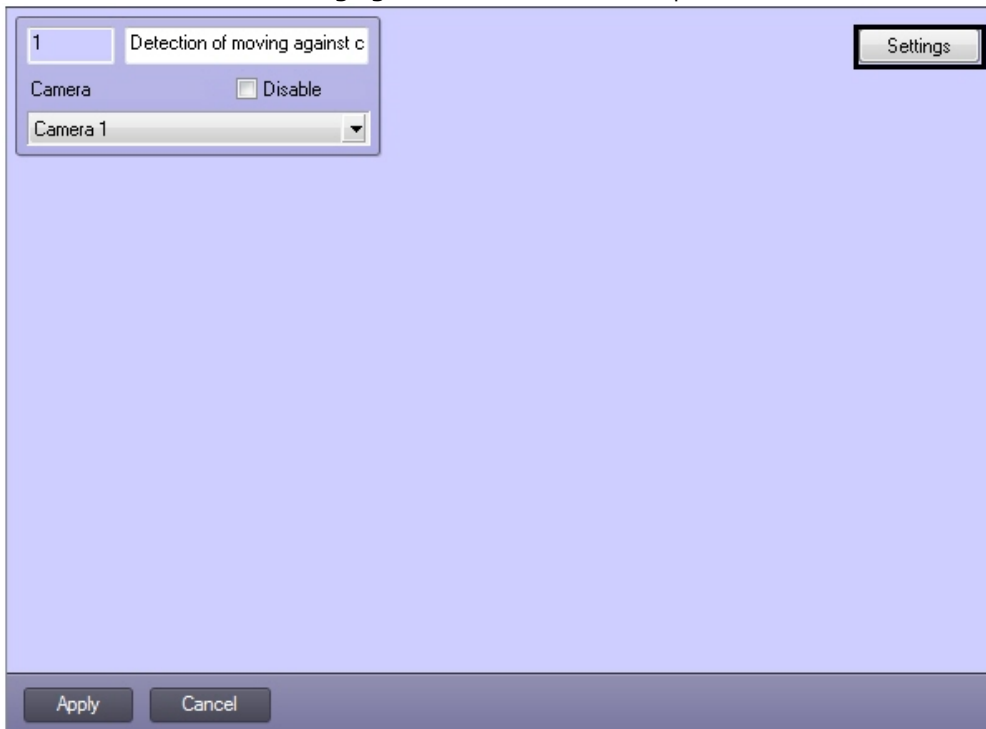 1 Detection of moving against c
Settings
Camera Disable
Camera 1
Apply Cancel